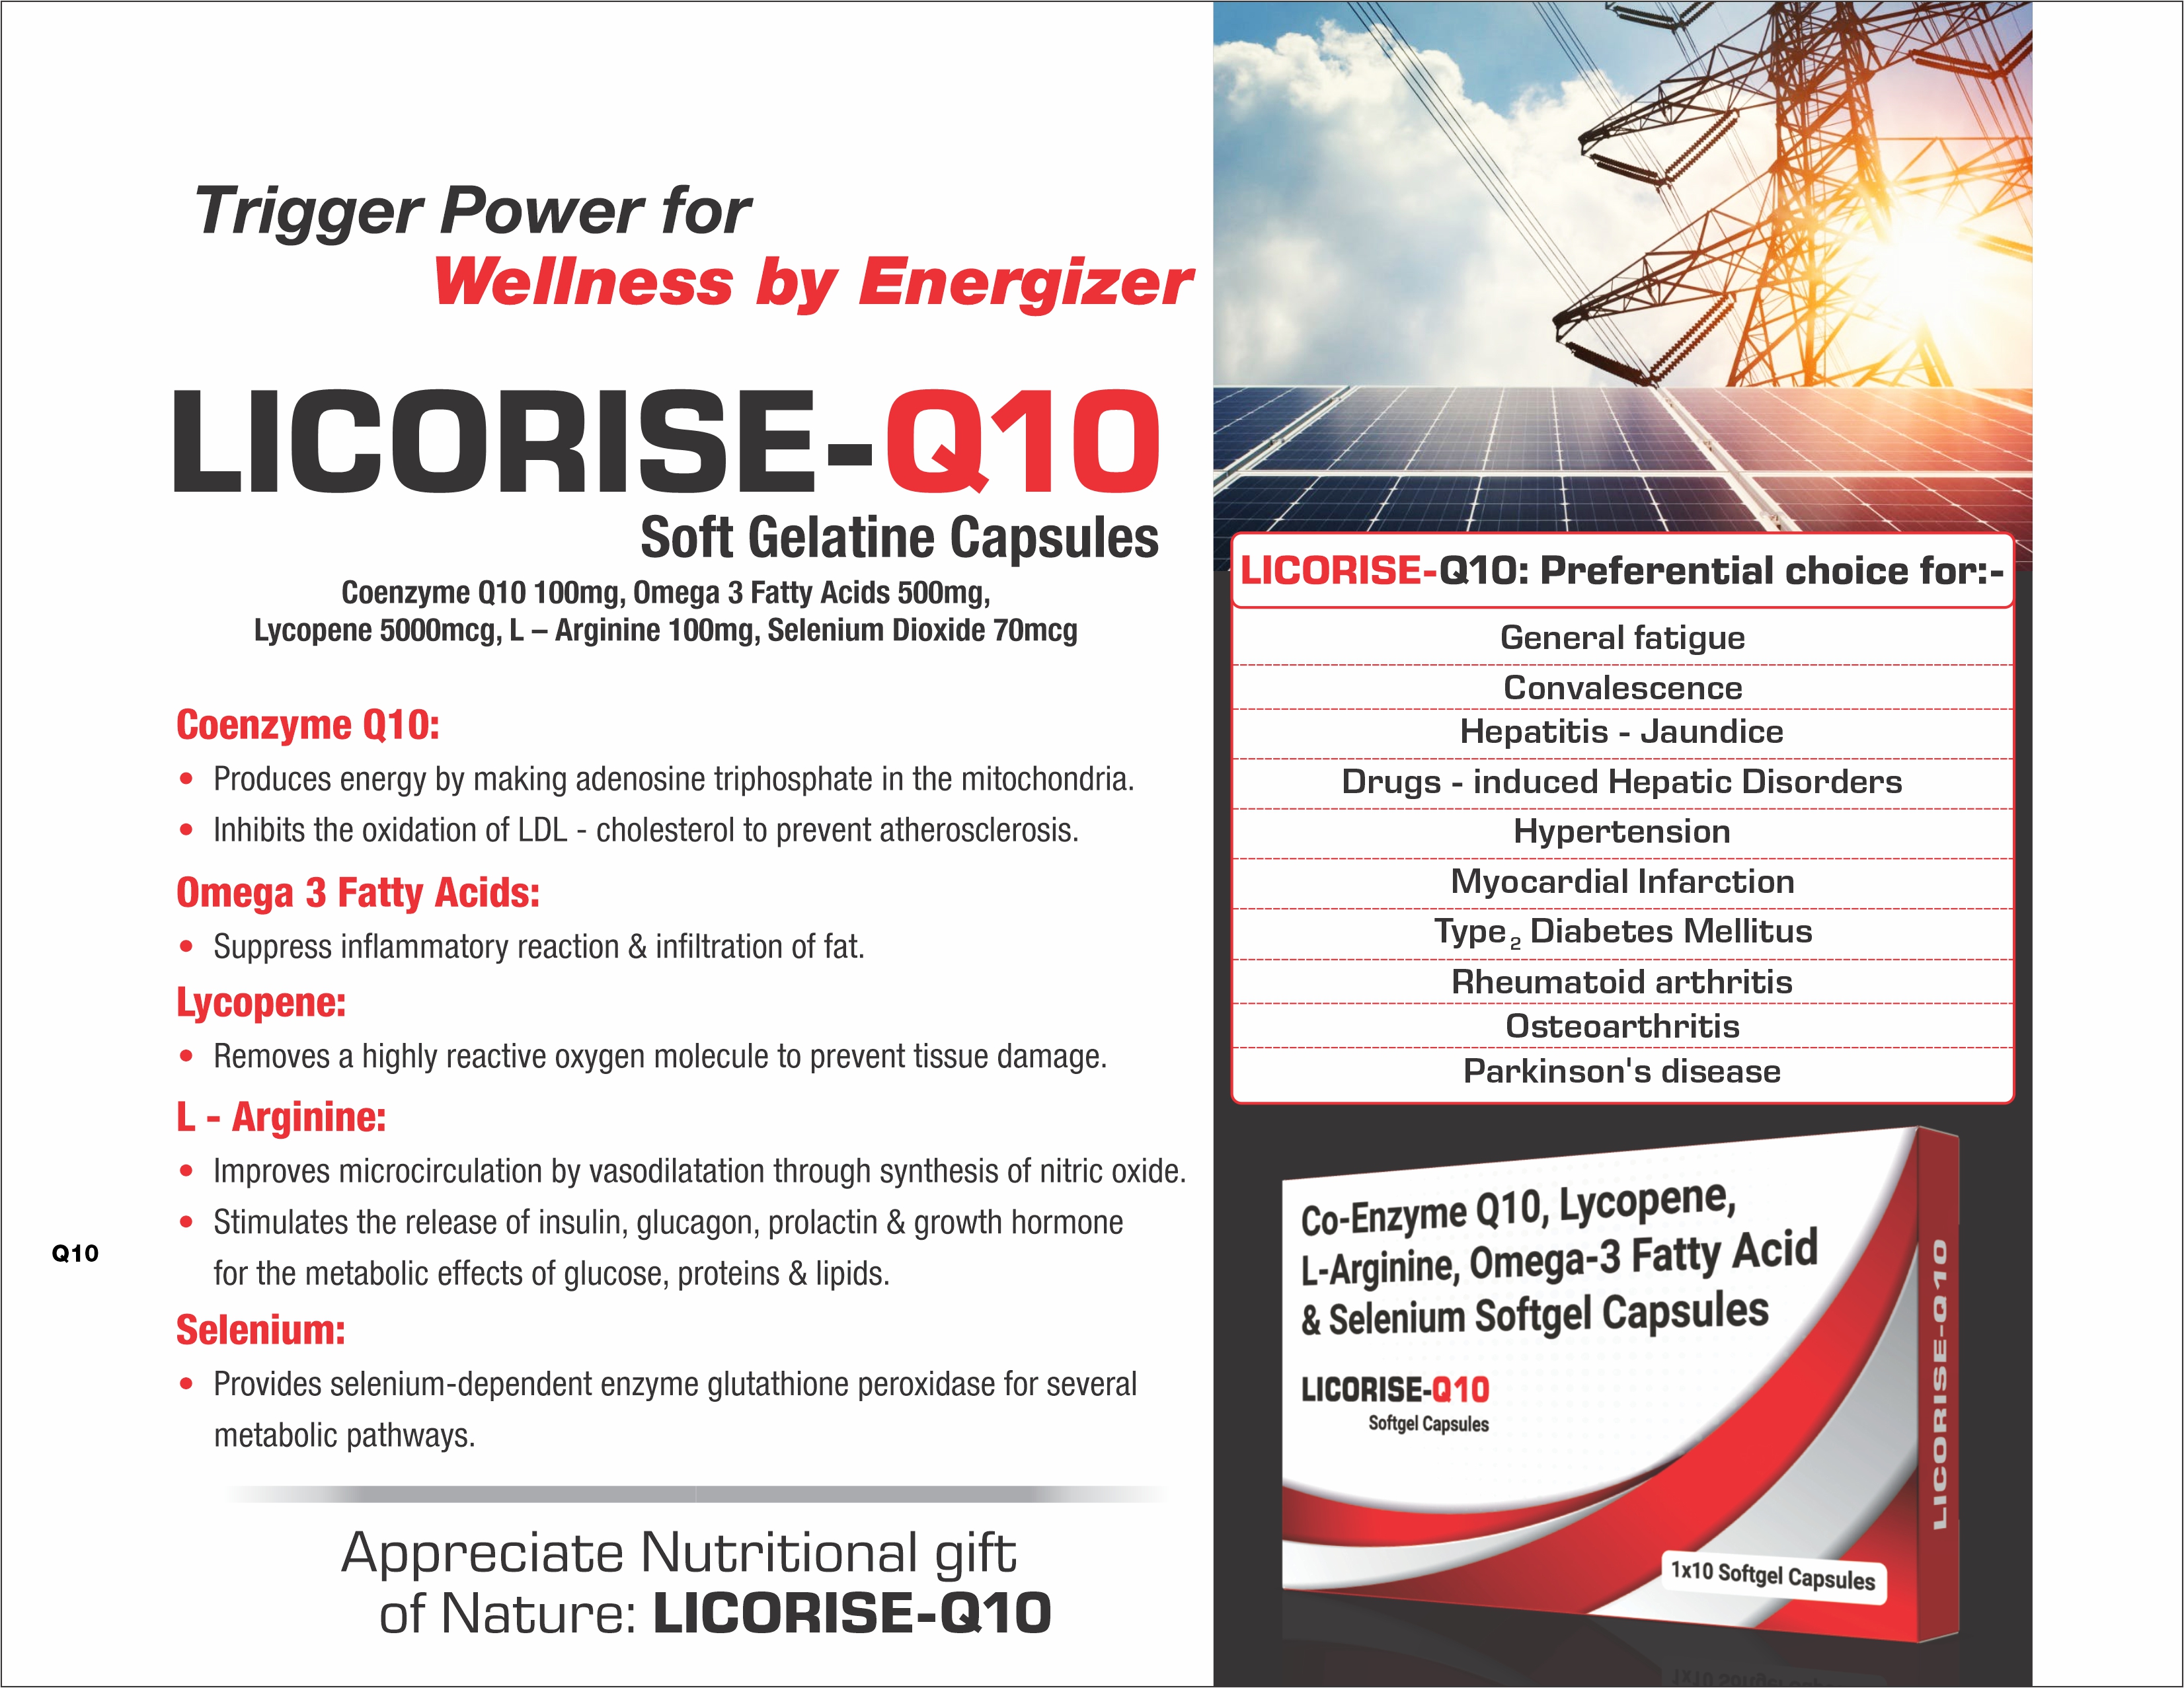 Trigger Power for
Wellness by Energizer
LICORISE-Q10
Soft Gelatine Capsules
Coenzyme Q10 100mg, Omega 3 Fatty Acids 500mg,
Lycopene 5000mcg, L – Arginine 100mg, Selenium Dioxide 70mcg
Coenzyme Q10:
• Produces energy by making adenosine triphosphate in the mitochondria.
• Inhibits the oxidation of LDL - cholesterol to prevent atherosclerosis.
Omega 3 Fatty Acids:
• Suppress inflammatory reaction & infiltration of fat.
Lycopene:
• Removes a highly reactive oxygen molecule to prevent tissue damage.
L - Arginine:
• Improves microcirculation by vasodilatation through synthesis of nitric oxide.
• Stimulates the release of insulin, glucagon, prolactin & growth hormone
for the metabolic effects of glucose, proteins & lipids.
Selenium:
• Provides selenium-dependent enzyme glutathione peroxidase for several
metabolic pathways.
Appreciate Nutritional gift
of Nature: LICORISE-Q10
Q10
LICORISE-Q10: Preferential choice for:-
General fatigue
Convalescence
Hepatitis - Jaundice
Drugs - induced Hepatic Disorders
Hypertension
Myocardial Infarction
Type 2 Diabetes Mellitus
Rheumatoid arthritis
Osteoarthritis
Parkinson's disease
Co-Enzyme Q10, Lycopene,
L-Arginine, Omega-3 Fatty Acid
& Selenium Softgel Capsules
LICORISE-Q10
Softgel Capsules
1x10 Softgel Capsules
LICORISE-Q10